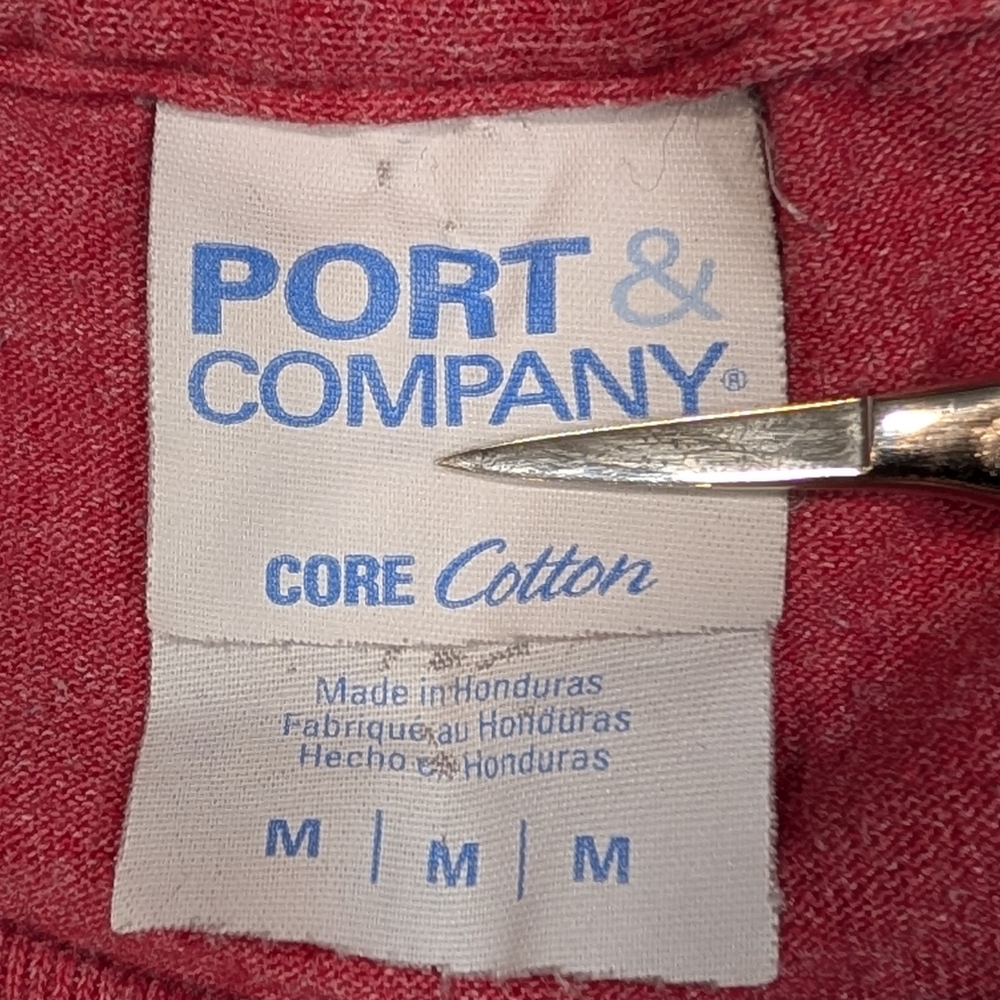 PORT &
COMPANY®
CORE Cotton
Made in Honduras
Fabriqué au Honduras
Hecho en Honduras
M | M | M